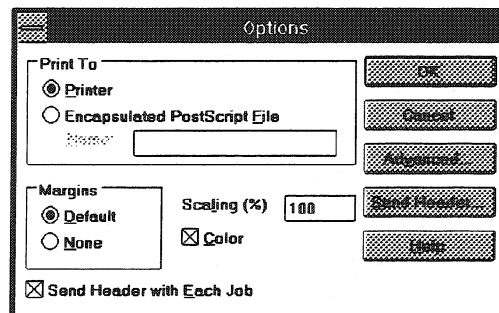 Options
Print To
Printer
Encapsulated PostScript File
Name:
OK
Cancel
Advanced...
Send Header...
Help
Margins
Default
None
Scaling (%) 100
Color
Send Header with Each Job